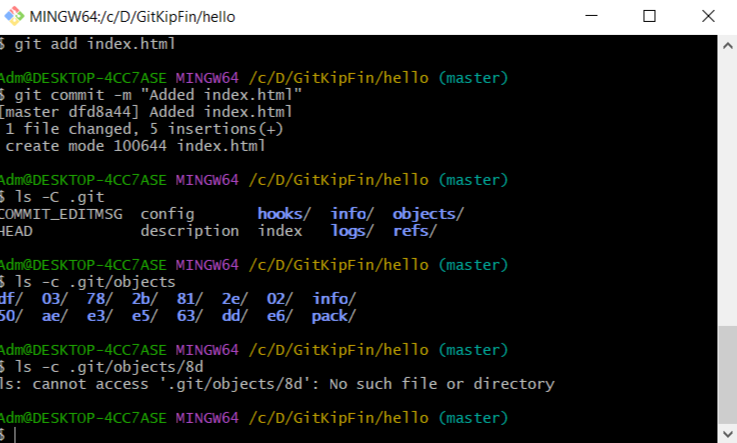 MINGW64:/c/D/GitKipFin/hello
$ git add index.html
Adm@DESKTOP-4CC7ASE MINGW64 /c/D/GitKipFin/hello (master)
$ git commit -m "Added index.html"
[master dfd8a44] Added index.html
1 file changed, 5 insertions(+)
create mode 100644 index.html
Adm@DESKTOP-4CC7ASE MINGW64 /c/D/GitKipFin/hello (master)
$ ls -C .git
COMMIT_EDITMSG config hooks/ info/ objects/
HEAD description index logs/ refs/
Adm@DESKTOP-4CC7ASE MINGW64 /c/D/GitKipFin/hello (master)
$ ls -c .git/objects
df/ 03/ 78/ 2b/ 81/ 2e/ 02/ info/
50/ ae/ e3/ e5/ 63/ dd/ e6/ pack/
Adm@DESKTOP-4CC7ASE MINGW64 /c/D/GitKipFin/hello (master)
$ ls -c .git/objects/8d
ls: cannot access '.git/objects/8d': No such file or directory
Adm@DESKTOP-4CC7ASE MINGW64 /c/D/GitKipFin/hello (master)
$